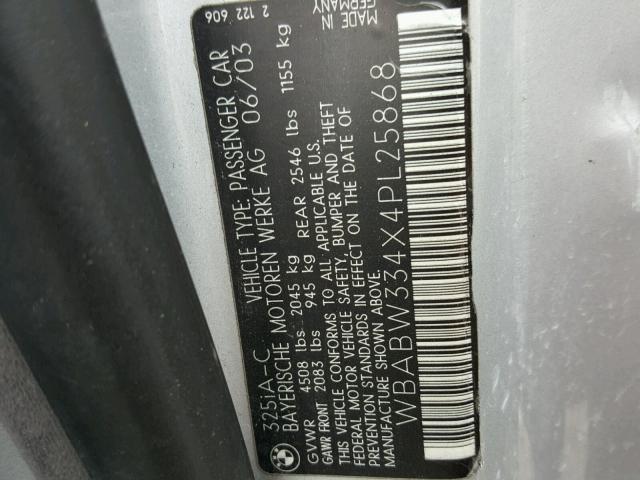 325iA-C VEHICLE TYPE: PASSENGER CAR
BAYERISCHE MOTOREN WERKE AG 06/03
GVWR 4508 lbs 2045 kg
GAWR FRONT 2083 lbs 945 kg REAR 2546 lbs 1155 kg
THIS VEHICLE CONFORMS TO ALL APPLICABLE U.S.
FEDERAL MOTOR VEHICLE SAFETY, BUMPER AND THEFT
PREVENTION STANDARDS IN EFFECT ON THE DATE OF
MANUFACTURE SHOWN ABOVE.
WBABW334X4PL25868
2 122 606
MADE IN
GERMANY
BMW